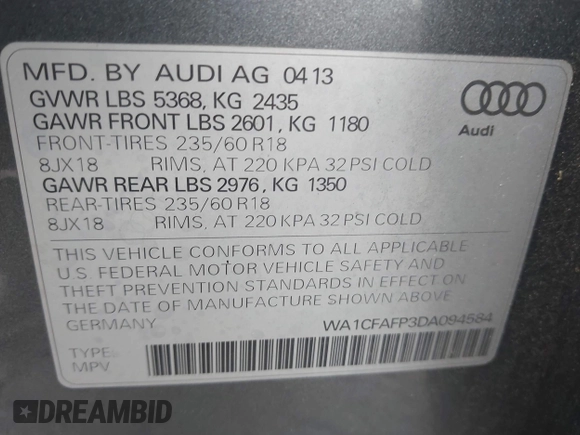 MFD. BY AUDI AG 04 13
GVWR LBS 5368, KG 2435
GAWR FRONT LBS 2601, KG 1180
FRONT-TIRES 235/60 R18
8JX18 RIMS, AT 220 KPA 32 PSI COLD
GAWR REAR LBS 2976, KG 1350
REAR-TIRES 235/60 R18
8JX18 RIMS, AT 220 KPA 32 PSI COLD
Audi
THIS VEHICLE CONFORMS TO ALL APPLICABLE
U.S. FEDERAL MOTOR VEHICLE SAFETY AND
THEFT PREVENTION STANDARDS IN EFFECT ON
THE DATE OF MANUFACTURE SHOWN ABOVE
GERMANY WA1CFAFP3DA094584
TYPE:
MPV
DREAMBID